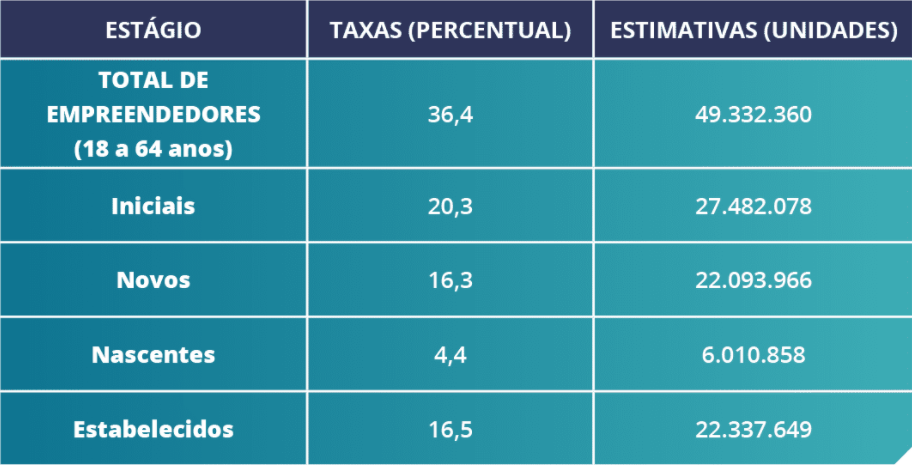 ESTÁGIO TAXAS (PERCENTUAL) ESTIMATIVAS (UNIDADES)
TOTAL DE
EMPREENDEDORES
(18 a 64 anos) 36,4 49.332.360
Iniciais 20,3 27.482.078
Novos 16,3 22.093.966
Nascentes 4,4 6.010.858
Estabelecidos 16,5 22.337.649